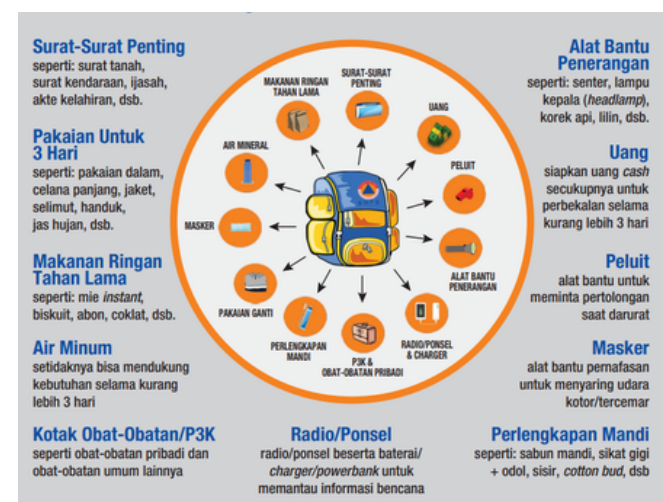 Surat-Surat Penting
seperti: surat tanah,
surat kendaraan, ijasah,
akte kelahiran, dsb.
Pakaian Untuk
3 Hari
seperti: pakaian dalam,
celana panjang, jaket,
selimut, handuk,
jas hujan, dsb.
Makanan Ringan
Tahan Lama
seperti: mie instant,
biskuit, abon, coklat, dsb.
Air Minum
setidaknya bisa mendukung
kebutuhan selama kurang
lebih 3 hari
Kotak Obat-Obatan/P3K
seperti obat-obatan pribadi dan
obat-obatan umum lainnya
MAKANAN RINGAN
TAHAN LAMA
SURAT-SURAT
PENTING
UANG
AIR MINERAL
PELUIT
MASKER
ALAT BANTU
PENERANGAN
PAKAIAN GANTI
PERLENGKAPAN
MANDI
P3K &
OBAT-OBATAN PRIBADI
RADIO/PONSEL
& CHARGER
Radio/Ponsel
radio/ponsel beserta baterai/
charger/powerbank untuk
memantau informasi bencana
Alat Bantu
Penerangan
seperti: senter, lampu
kepala (headlamp),
korek api, lilin, dsb.
Uang
siapkan uang cash
secukupnya untuk
perbekalan selama
kurang lebih 3 hari
Peluit
alat bantu untuk
meminta pertolongan
saat darurat
Masker
alat bantu pernafasan
untuk menyaring udara
kotor/tercemar
Perlengkapan Mandi
seperti: sabun mandi, sikat gigi
+ odol, sisir, cotton bud, dsb